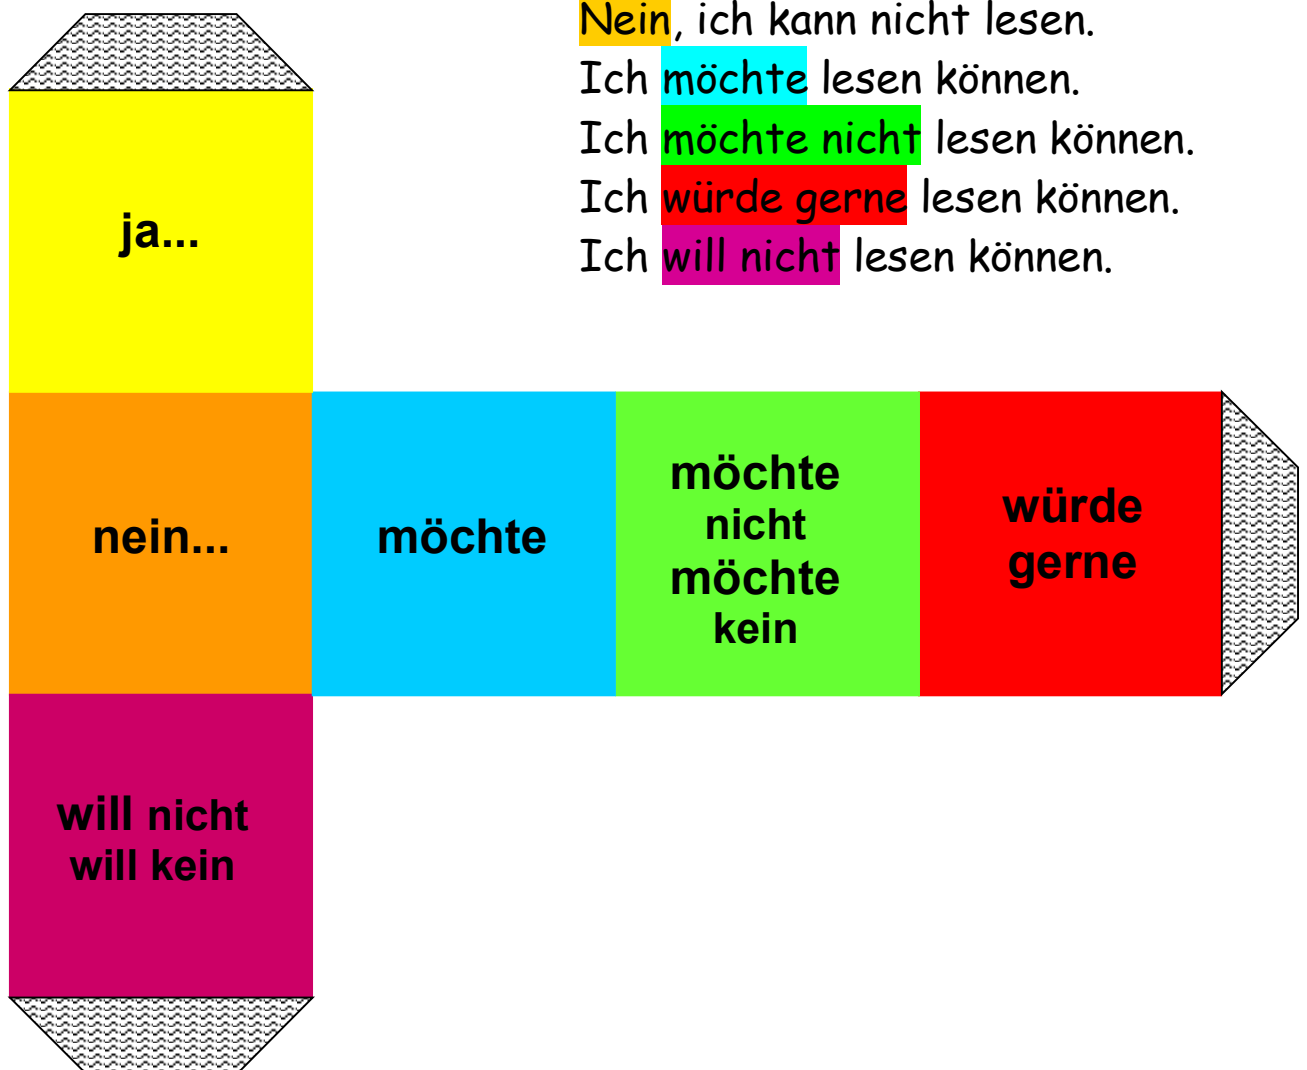 Nein, ich kann nicht lesen.
Ich möchte lesen können.
Ich möchte nicht lesen können.
Ich würde gerne lesen können.
Ich will nicht lesen können.
ja...
nein...
möchte
möchte
nicht
möchte
kein
würde
gerne
will nicht
will kein